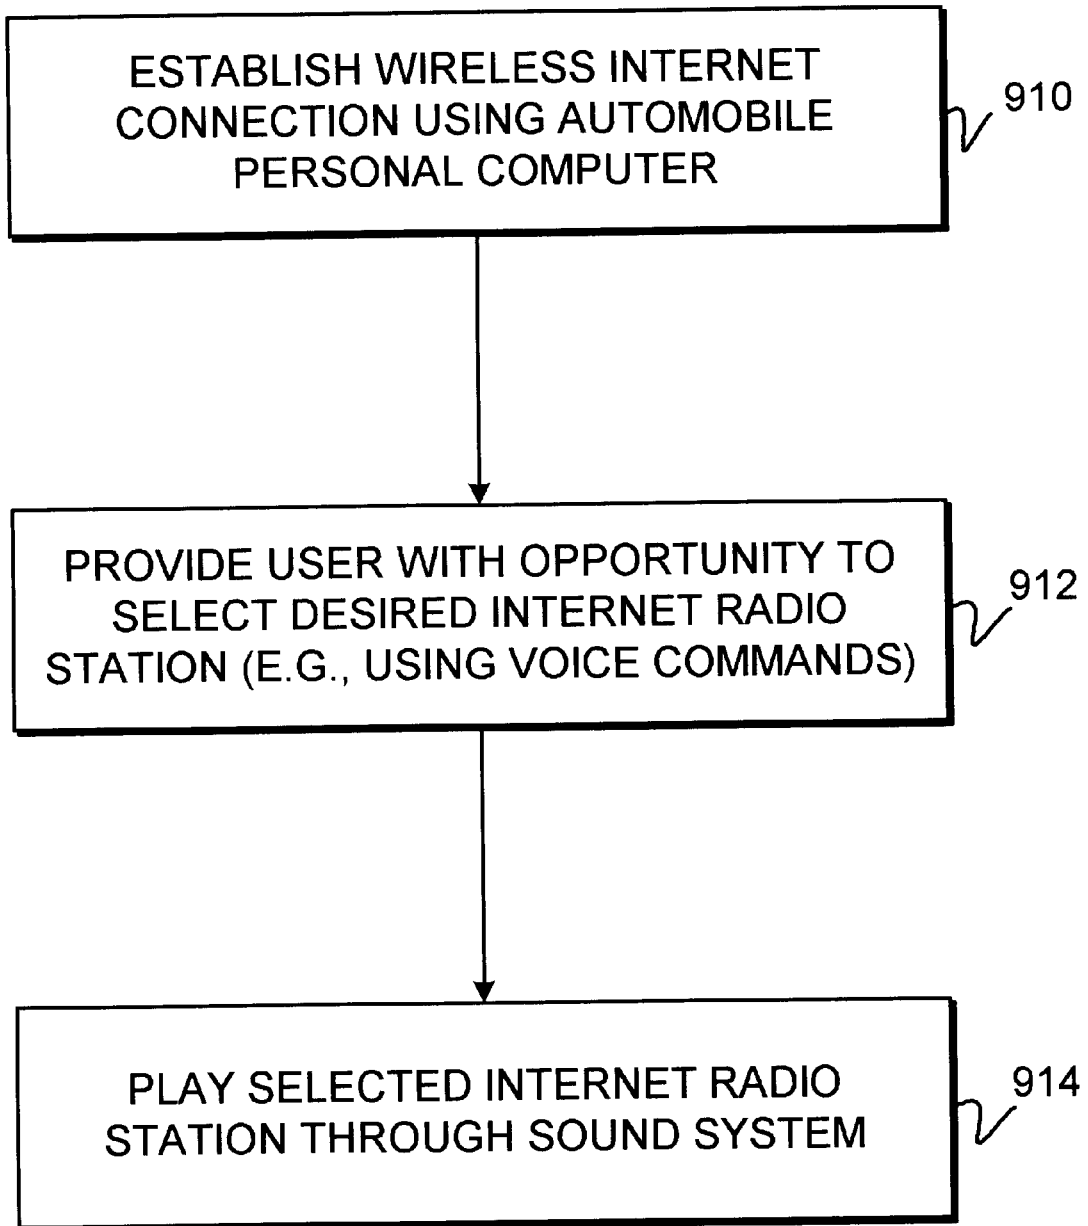 ESTABLISH WIRELESS INTERNET
CONNECTION USING AUTOMOBILE
PERSONAL COMPUTER
910
PROVIDE USER WITH OPPORTUNITY TO
SELECT DESIRED INTERNET RADIO
STATION (E.G., USING VOICE COMMANDS)
912
PLAY SELECTED INTERNET RADIO
STATION THROUGH SOUND SYSTEM
914